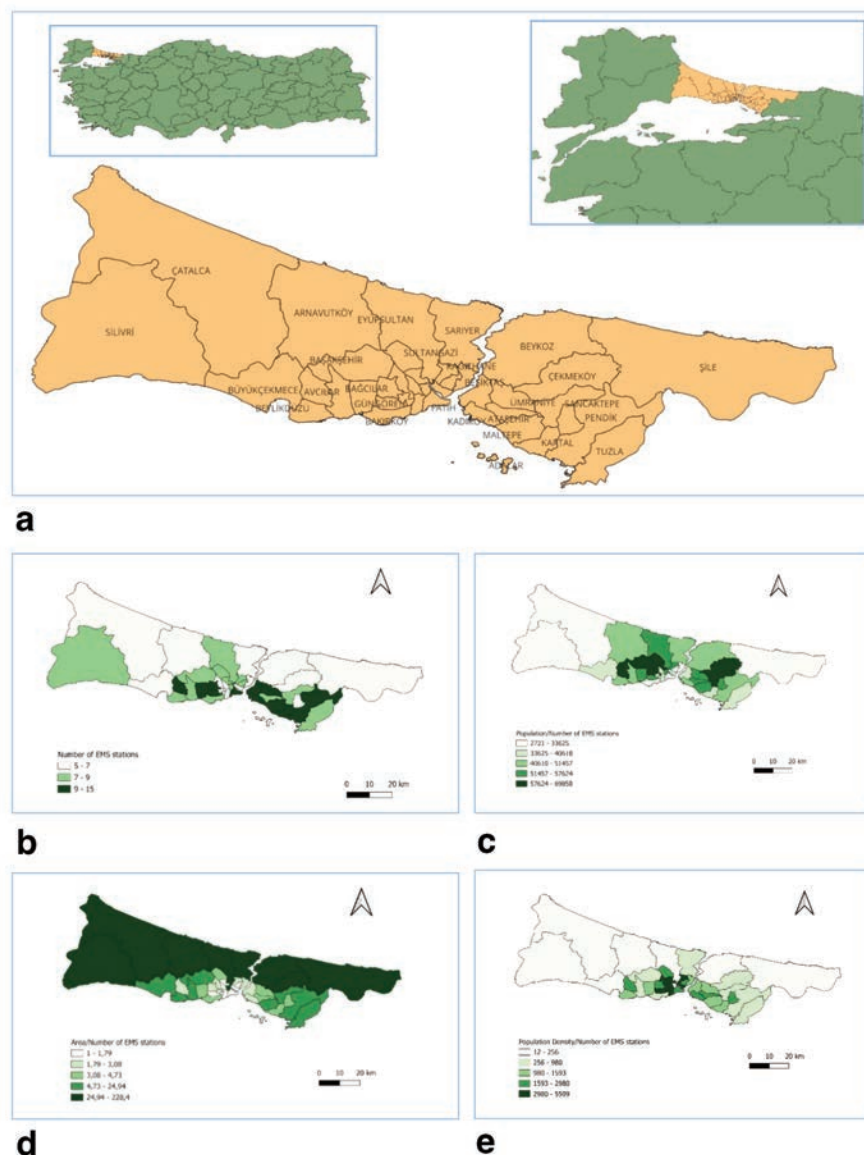 ÇATALCA
ARNAVUTKÖY
EYÜPSULTAN
SARIYER
SİLİVRİ
BEYKOZ
SULTANGAZİ
BAŞAKŞEHİR
KAĞITHANE
ŞİLE
ÇEKMEKÖY
BEŞİKTAŞ
BÜYÜKÇEKMECE
AVCILAR
BAĞCILAR
ÜMRANİYE
SANCAKTEPE
BEYLİKDÜZÜ
GÜNGÖREN
FATİH
ATAŞEHİR
PENDİK
BAKIRKÖY
KADIKÖY
MALTEPE
KARTAL
TUZLA
ADALAR
a
Number of EMS stations
5 - 7
7 - 9
9 - 15
0 10 20 km
b
Population/Number of EMS stations
2721 - 33625
33625 - 40618
40618 - 51457
51457 - 57624
57624 - 69858
0 10 20 km
c
Area/Number of EMS stations
1 - 1,79
1,79 - 3,08
3,08 - 4,73
4,73 - 24,94
24,94 - 228,4
0 10 20 km
d
Population Density/Number of EMS stations
12 - 256
256 - 980
980 - 1593
1593 - 2980
2980 - 5509
0 10 20 km
e